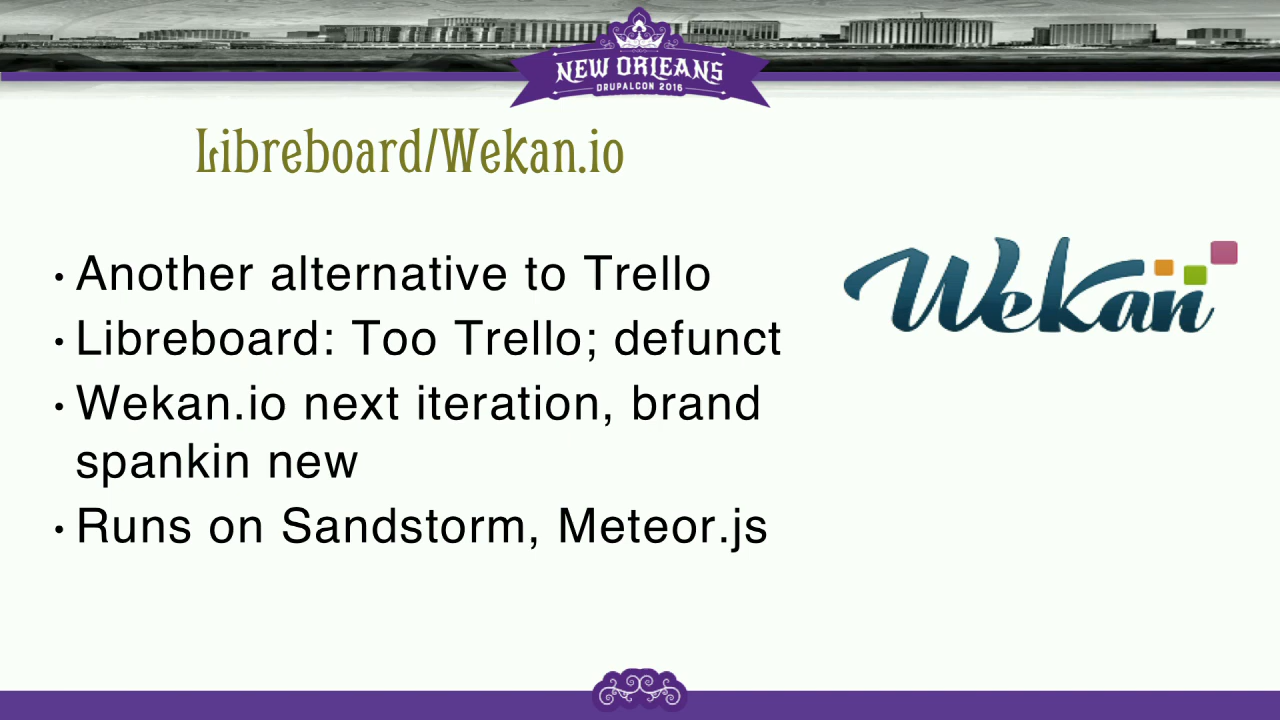 NEW ORLEANS
DRUPALCON 2016
Libreboard/Wekan.io
• Another alternative to Trello
• Libreboard: Too Trello; defunct
• Wekan.io next iteration, brand
spankin new
• Runs on Sandstorm, Meteor.js
Wekan